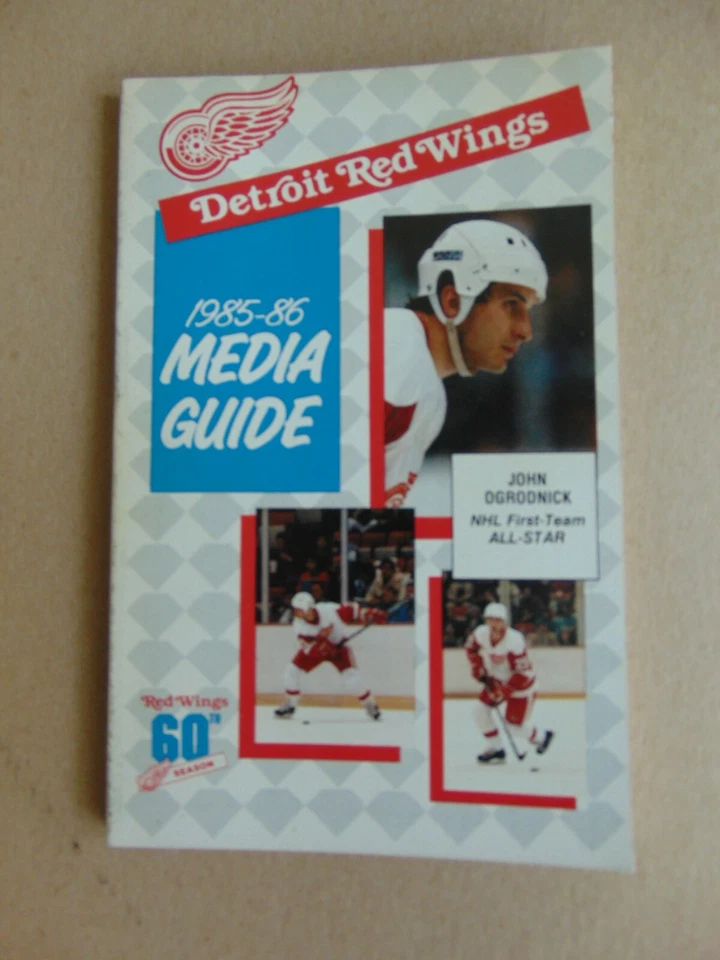 Detroit Red Wings
1985-86
MEDIA
GUIDE
JOHN
OGRODNICK
NHL First-Team
ALL-STAR
Red Wings
60TH
SEASON